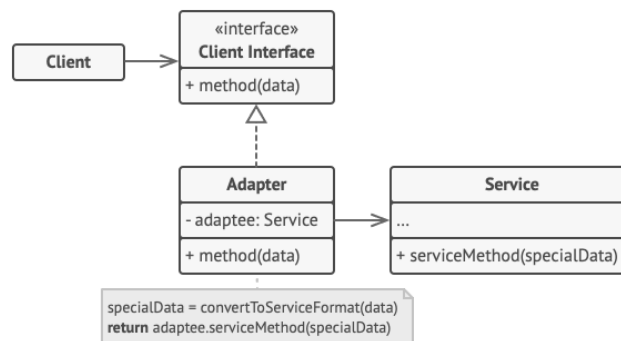 «interface»
Client Interface
Client
+ method(data)
Adapter
- adaptee: Service
+ method(data)
Service
...
+ serviceMethod(specialData)
specialData = convertToServiceFormat(data)
return adaptee.serviceMethod(specialData)